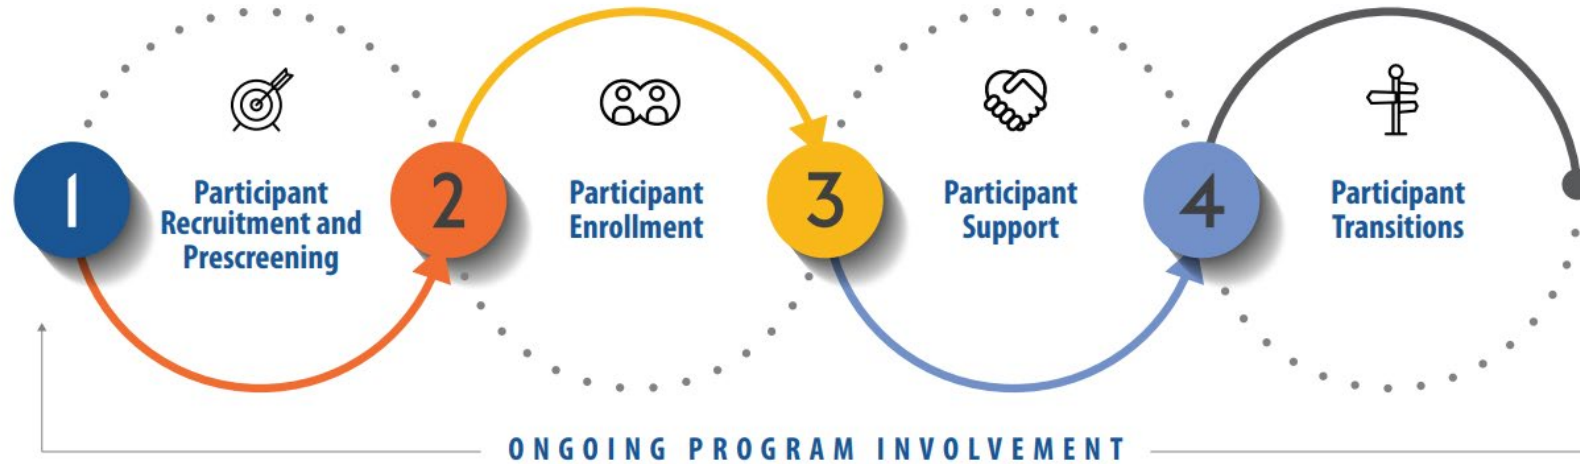 1
Participant
Recruitment and
Prescreening
2
Participant
Enrollment
3
Participant
Support
4
Participant
Transitions
ONGOING PROGRAM INVOLVEMENT